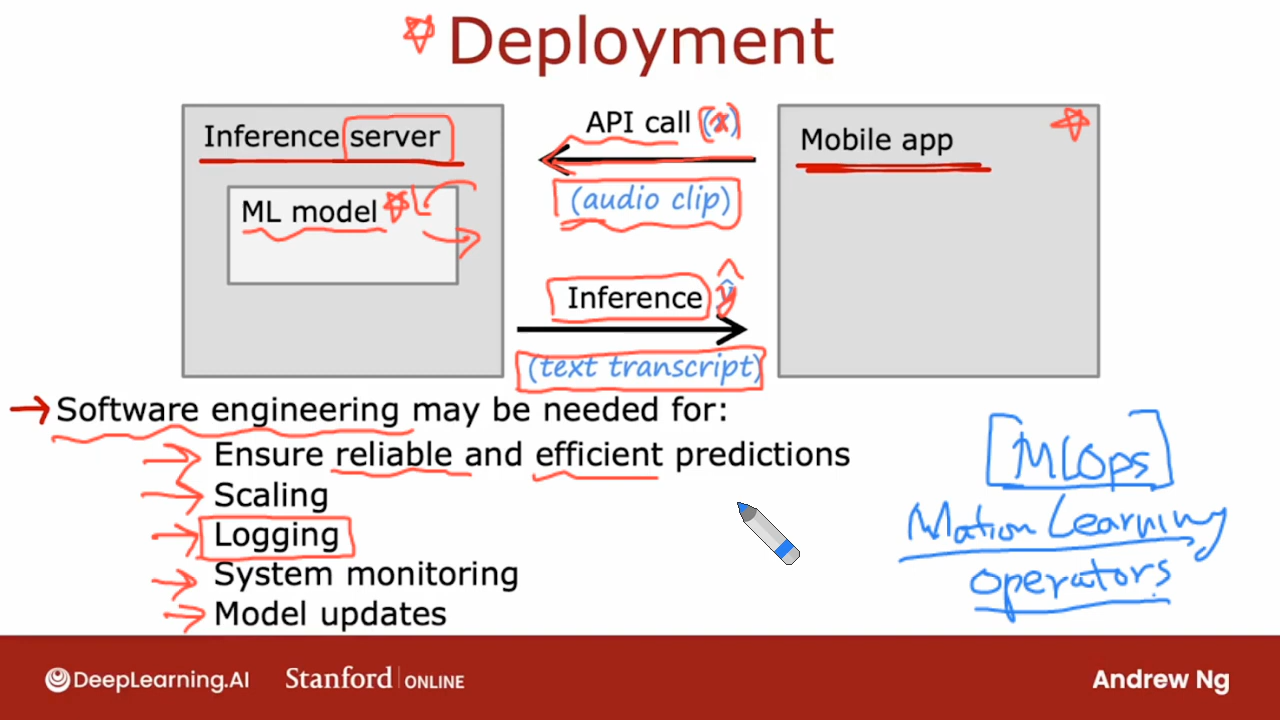 Deployment
Inference server
ML model
API call (x)
(audio clip)
Inference ŷ
(text transcript)
Mobile app
Software engineering may be needed for:
Ensure reliable and efficient predictions
Scaling
Logging
System monitoring
Model updates
MLOps
Mation Learning
operators
DeepLearning.AI
Stanford | ONLINE
Andrew Ng